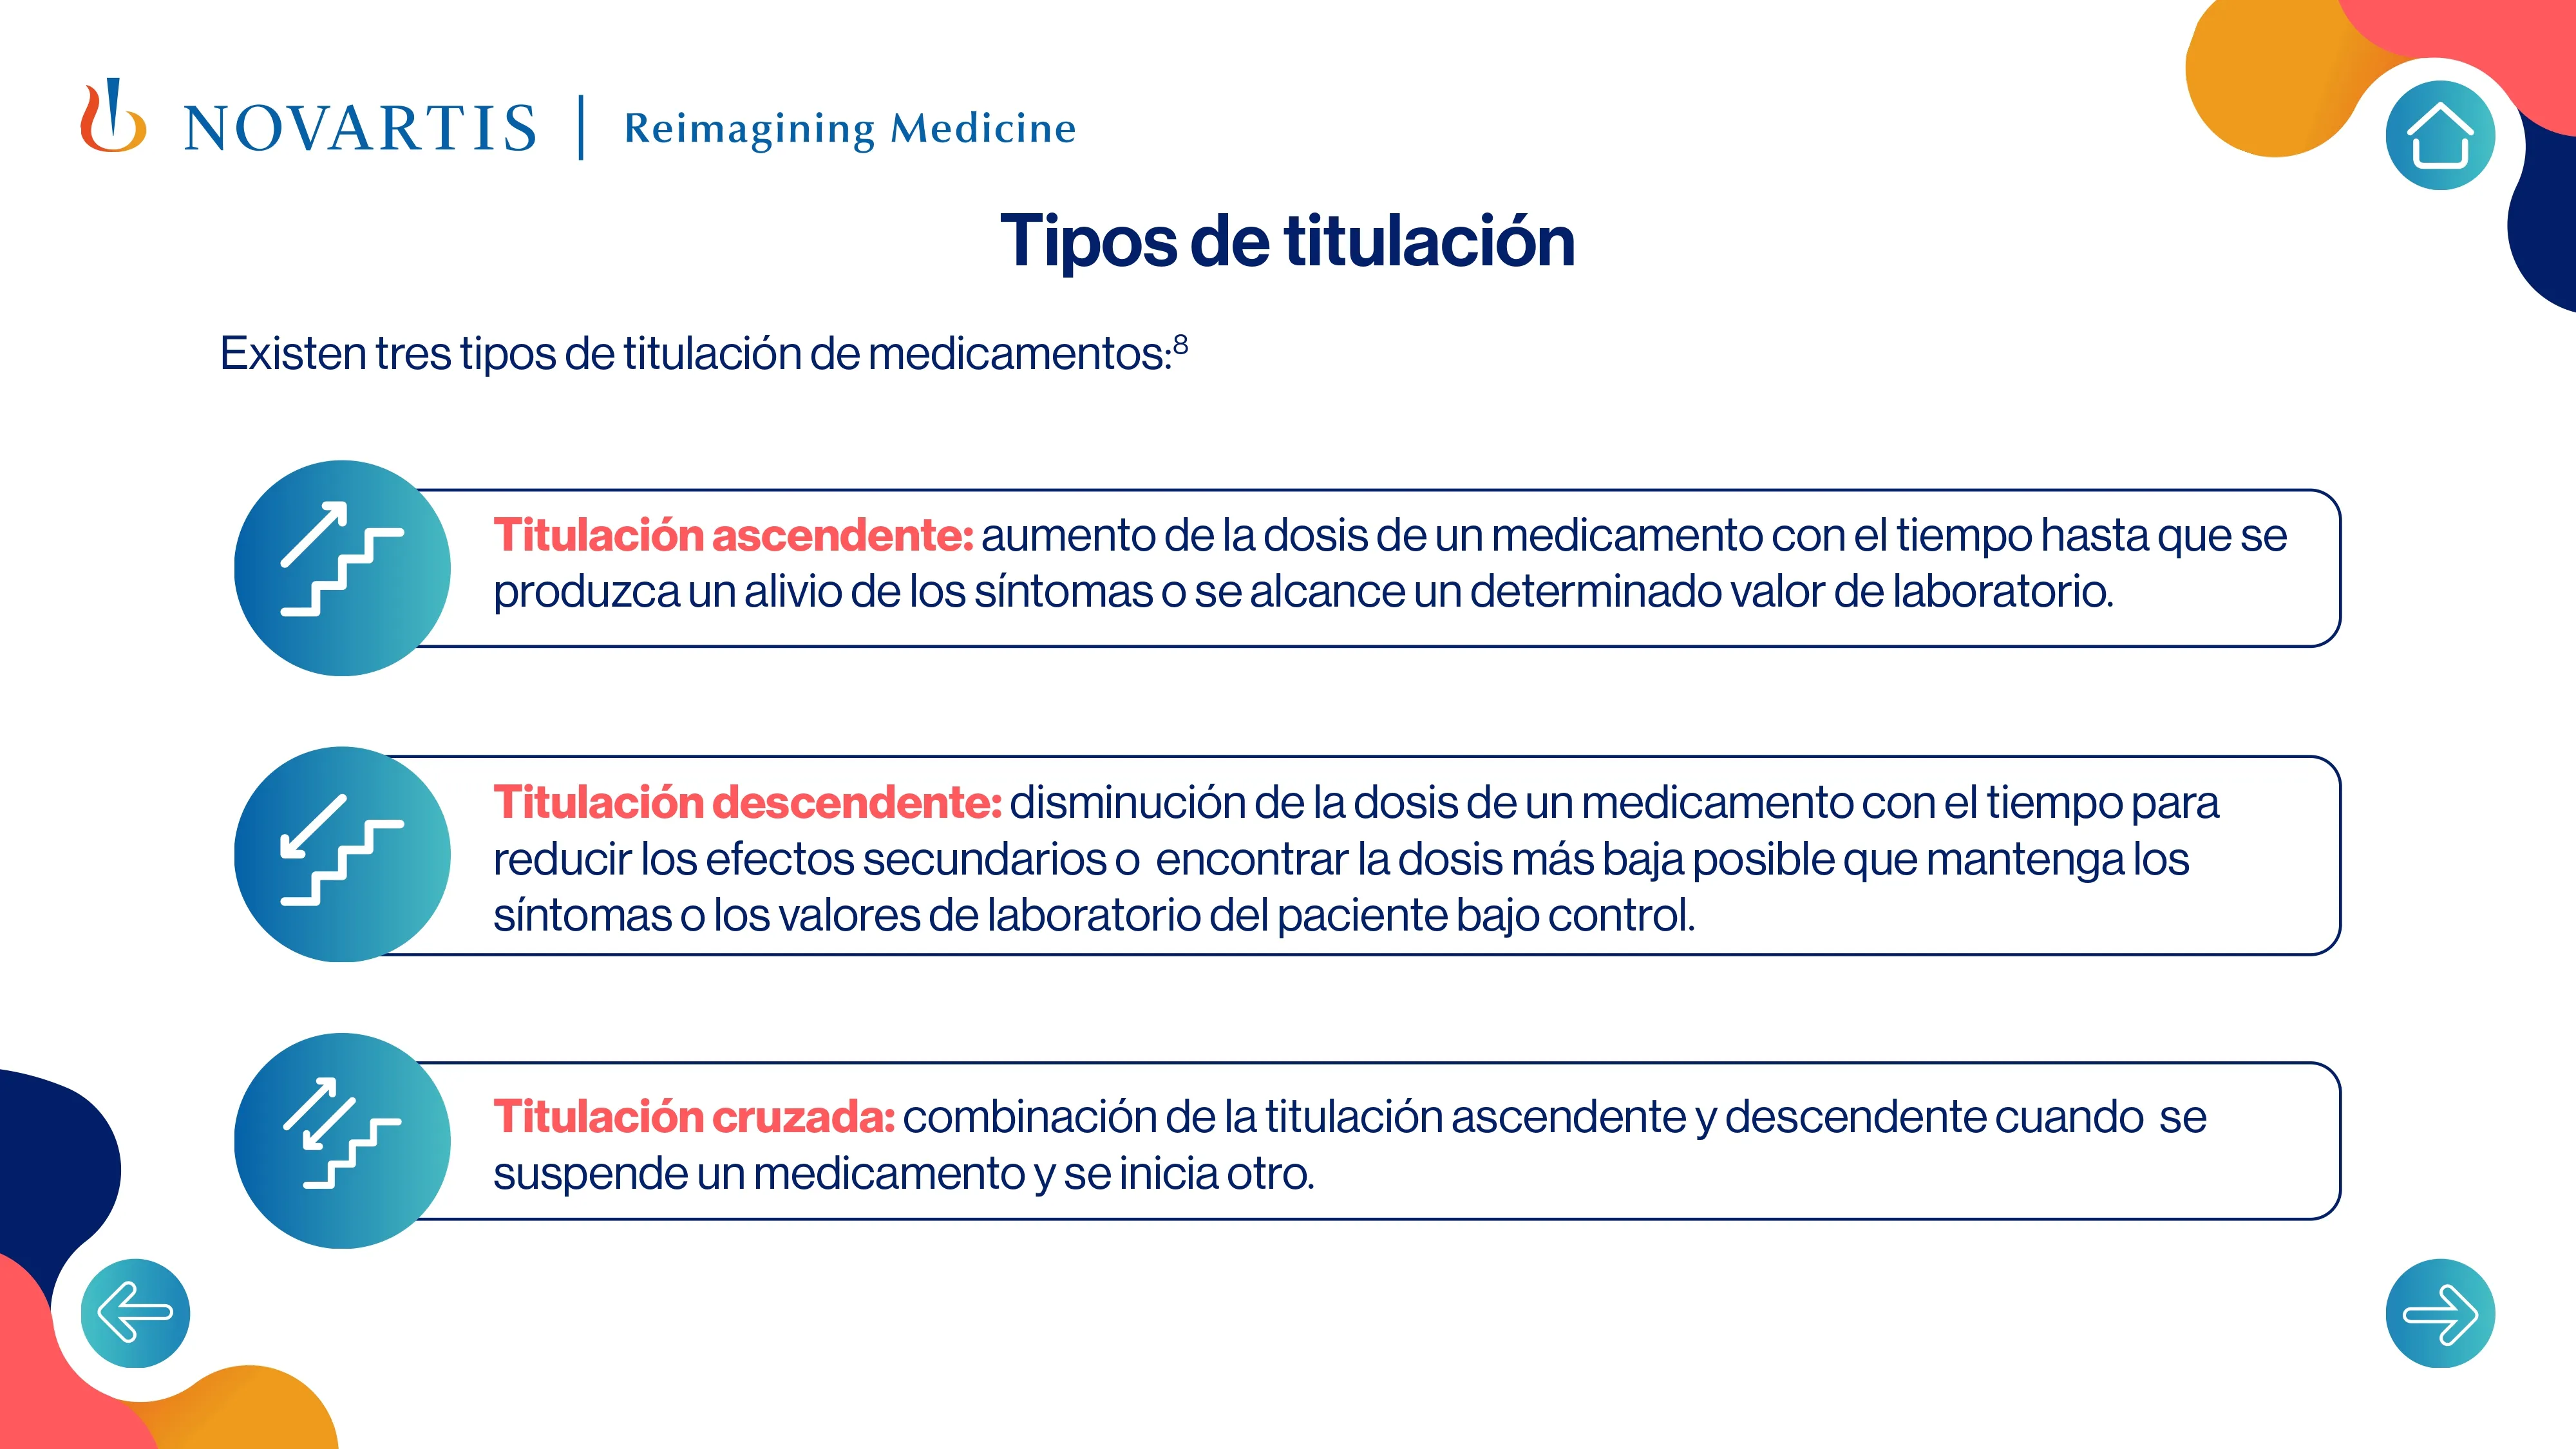 NOVARTIS | Reimagining Medicine
Tipos de titulación
Existen tres tipos de titulación de medicamentos:⁸
Titulación ascendente: aumento de la dosis de un medicamento con el tiempo hasta que se
produzca un alivio de los síntomas o se alcance un determinado valor de laboratorio.
Titulación descendente: disminución de la dosis de un medicamento con el tiempo para
reducir los efectos secundarios o encontrar la dosis más baja posible que mantenga los
síntomas o los valores de laboratorio del paciente bajo control.
Titulación cruzada: combinación de la titulación ascendente y descendente cuando se
suspende un medicamento y se inicia otro.